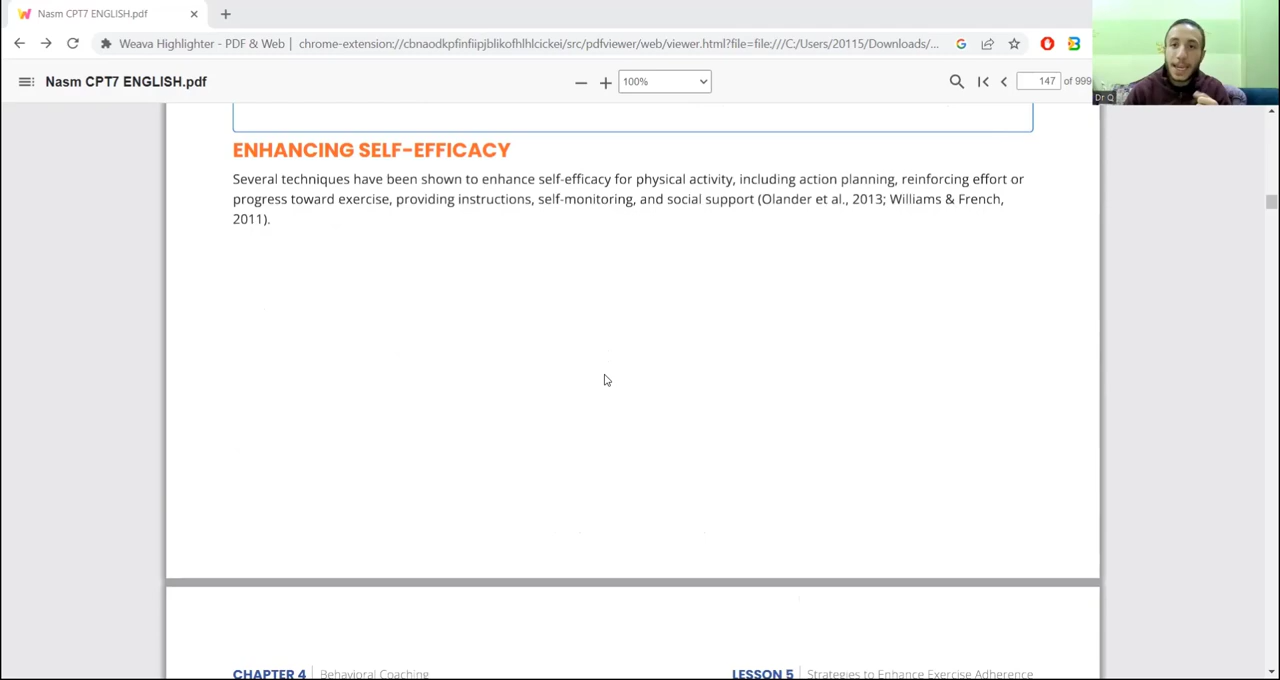 Nasm CPT7 ENGLISH.pdf
Weava Highlighter - PDF & Web | chrome-extension://cbnaodkpfinfiipjblikofhlhlcickei/src/pdfviewer/web/viewer.html?file=file:///C:/Users/20115/Downloads/...
Nasm CPT7 ENGLISH.pdf
100%
147 of 999
Dr Q
ENHANCING SELF-EFFICACY
Several techniques have been shown to enhance self-efficacy for physical activity, including action planning, reinforcing effort or
progress toward exercise, providing instructions, self-monitoring, and social support (Olander et al., 2013; Williams & French,
2011).
CHAPTER 4 | Behavioral Coaching
LESSON 5 | Strategies to Enhance Exercise Adherence